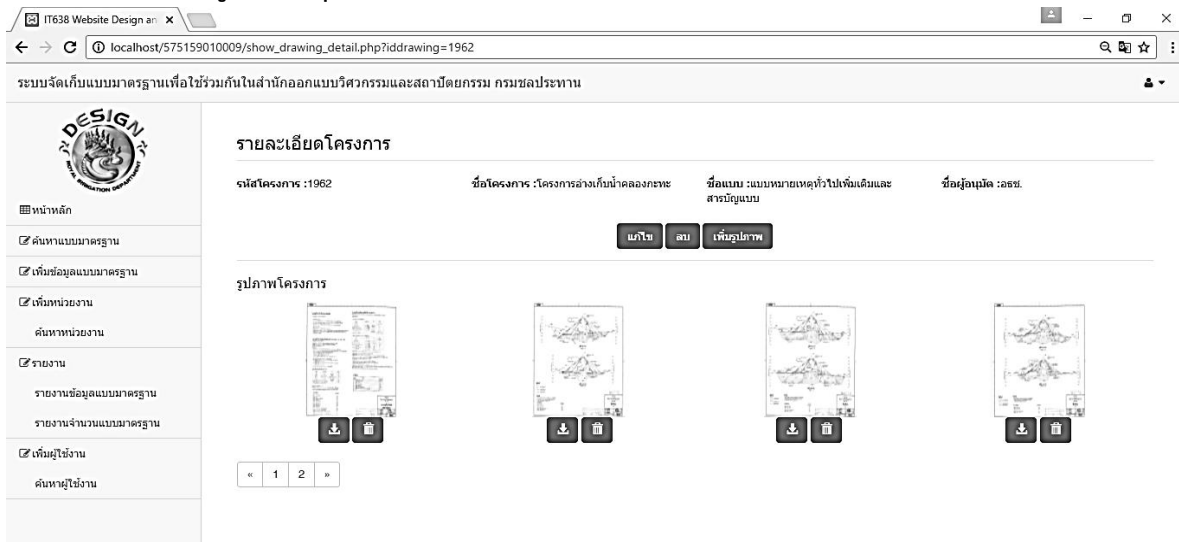 IT638 Website Design an
localhost/575159010009/show_drawing_detail.php?iddrawing=1962
ระบบจัดเก็บแบบมาตรฐานเพื่อใช้ร่วมกันในสำนักออกแบบวิศวกรรมและสถาปัตยกรรม กรมชลประทาน
DESIGN
ROYAL IRRIGATION DEPARTMENT
หน้าหลัก
ค้นหาแบบมาตรฐาน
เพิ่มข้อมูลแบบมาตรฐาน
เพิ่มหน่วยงาน
ค้นหาหน่วยงาน
รายงาน
รายงานข้อมูลแบบมาตรฐาน
รายงานจำนวนแบบมาตรฐาน
เพิ่มผู้ใช้งาน
ค้นหาผู้ใช้งาน
รายละเอียดโครงการ
รหัสโครงการ :1962
ชื่อโครงการ :โครงการอ่างเก็บน้ำคลองกะทะ
ชื่อแบบ :แบบหมายเหตุทั่วไปเพิ่มเติมและ
สารบัญแบบ
ชื่อผู้อนุมัติ :อธช.
แก้ไข ลบ เพิ่มรูปภาพ
รูปภาพโครงการ
« 1 2 »